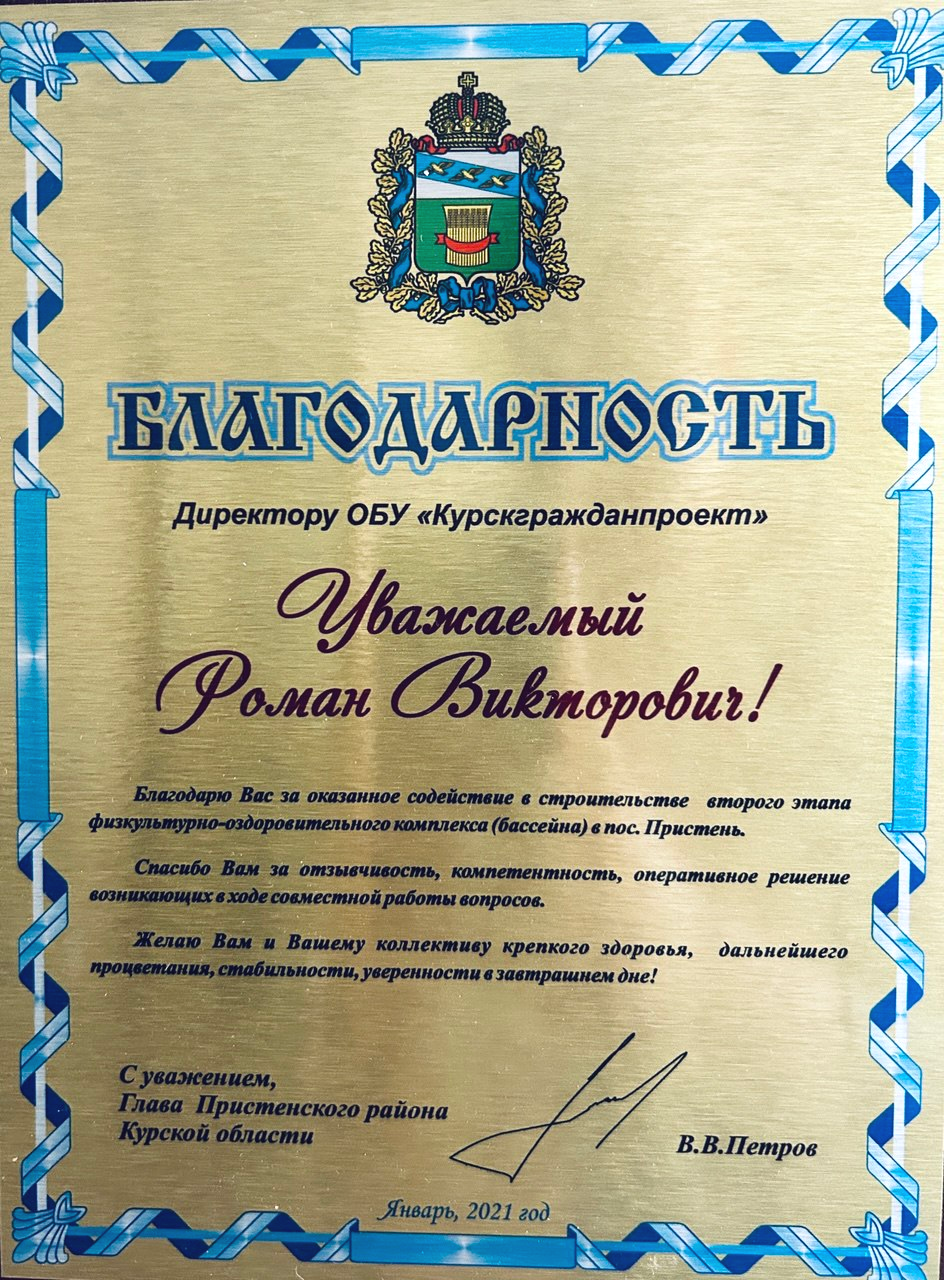 БЛАГОДАРНОСТЬ
Директору ОБУ «Курскгражданпроект»
Уважаемый
Роман Викторович!
Благодарю Вас за оказанное содействие в строительстве второго этапа
физкультурно-оздоровительного комплекса (бассейна) в пос. Пристень.
Спасибо Вам за отзывчивость, компетентность, оперативное решение
возникающих в ходе совместной работы вопросов.
Желаю Вам и Вашему коллективу крепкого здоровья, дальнейшего
процветания, стабильности, уверенности в завтрашнем дне!
С уважением,
Глава Пристенского района
Курской области
В.В.Петров
Январь, 2021 год